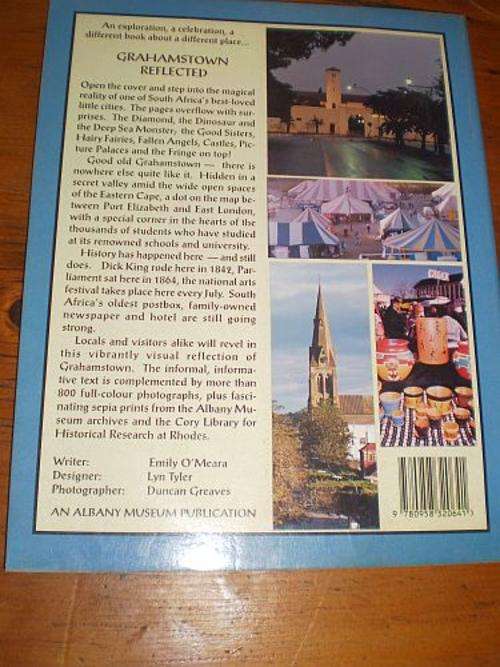 An exploration, a celebration, a
different book about a different place...
GRAHAMSTOWN
REFLECTED
Open the cover and step into the magical
reality of one of South Africa's best-loved
little cities. The pages overflow with sur-
prises. The Diamond, the Dinosaur and
the Deep Sea Monster; the Good Sisters,
Hairy Fairies, Fallen Angels, Castles, Pic-
ture Palaces and the Fringe on top!
Good old Grahamstown — there is
nowhere else quite like it. Hidden in a
secret valley amid the wide open spaces
of the Eastern Cape, a dot on the map be-
tween Port Elizabeth and East London,
with a special corner in the hearts of the
thousands of students who have studied
at its renowned schools and university.
History has happened here — and still
does. Dick King rode here in 1842, Par-
liament sat here in 1864, the national arts
festival takes place here every July. South
Africa's oldest postbox, family-owned
newspaper and hotel are still going
strong.
Locals and visitors alike will revel in
this vibrantly visual reflection of
Grahamstown. The informal, informa-
tive text is complemented by more than
800 full-colour photographs, plus fasci-
nating sepia prints from the Albany Mu-
seum archives and the Cory Library for
Historical Research at Rhodes.
Writer: Emily O'Meara
Designer: Lyn Tyler
Photographer: Duncan Greaves
AN ALBANY MUSEUM PUBLICATION
9 780958 320641